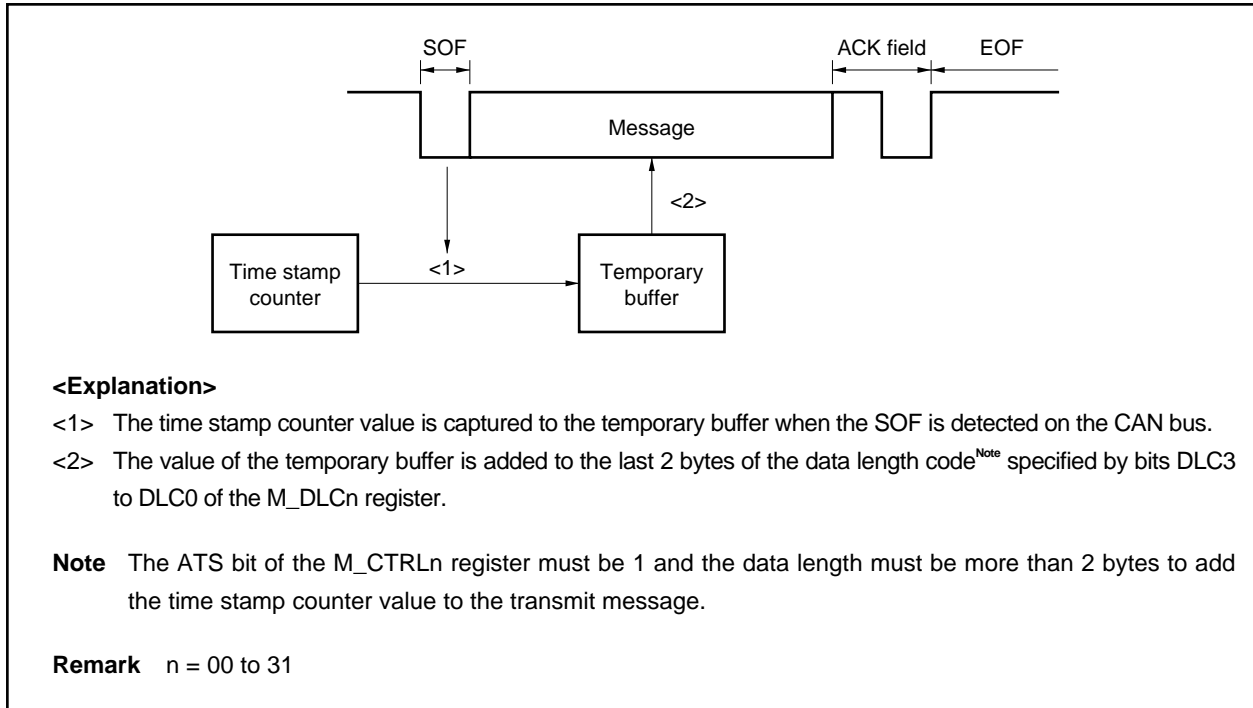 SOF
ACK field
EOF
Message
<2>
Time stamp
counter
<1>
Temporary
buffer
<Explanation>
<1> The time stamp counter value is captured to the temporary buffer when the SOF is detected on the CAN bus.
<2> The value of the temporary buffer is added to the last 2 bytes of the data length code Note specified by bits DLC3
to DLC0 of the M_DLCn register.
Note The ATS bit of the M_CTRLn register must be 1 and the data length must be more than 2 bytes to add
the time stamp counter value to the transmit message.
Remark n = 00 to 31